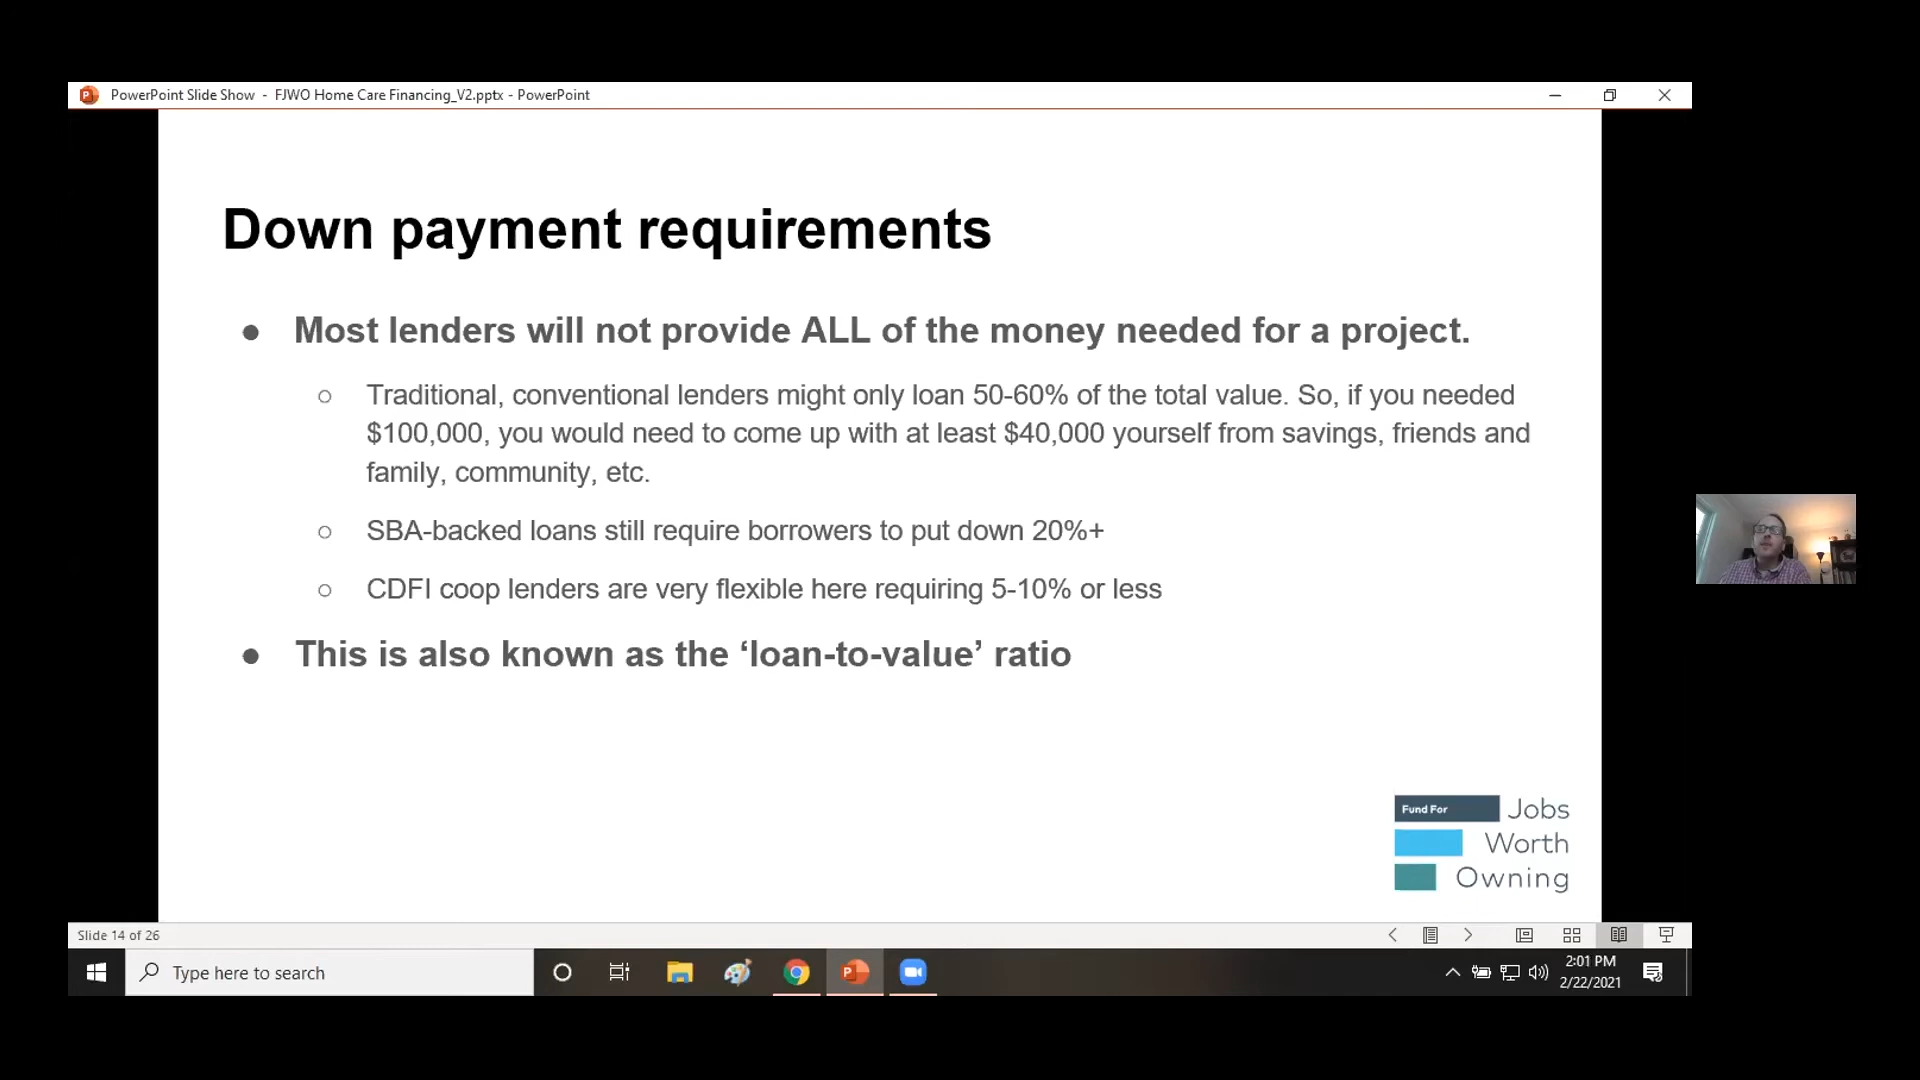 PowerPoint Slide Show - FJWO Home Care Financing_V2.pptx - PowerPoint
Down payment requirements
● Most lenders will not provide ALL of the money needed for a project.
○ Traditional, conventional lenders might only loan 50-60% of the total value. So, if you needed
$100,000, you would need to come up with at least $40,000 yourself from savings, friends and
family, community, etc.
○ SBA-backed loans still require borrowers to put down 20%+
○ CDFI coop lenders are very flexible here requiring 5-10% or less
● This is also known as the ‘loan-to-value’ ratio
Fund For Jobs
Worth
Owning
Slide 14 of 26
Type here to search
2:01 PM
2/22/2021